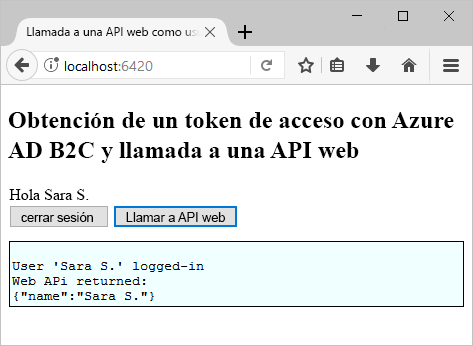 Llamada a una API web como usu
localhost:6420
Obtención de un token de acceso con Azure
AD B2C y llamada a una API web
Hola Sara S.
cerrar sesión
Llamar a API web
User 'Sara S.' logged-in
Web APi returned:
{"name":"Sara S."}